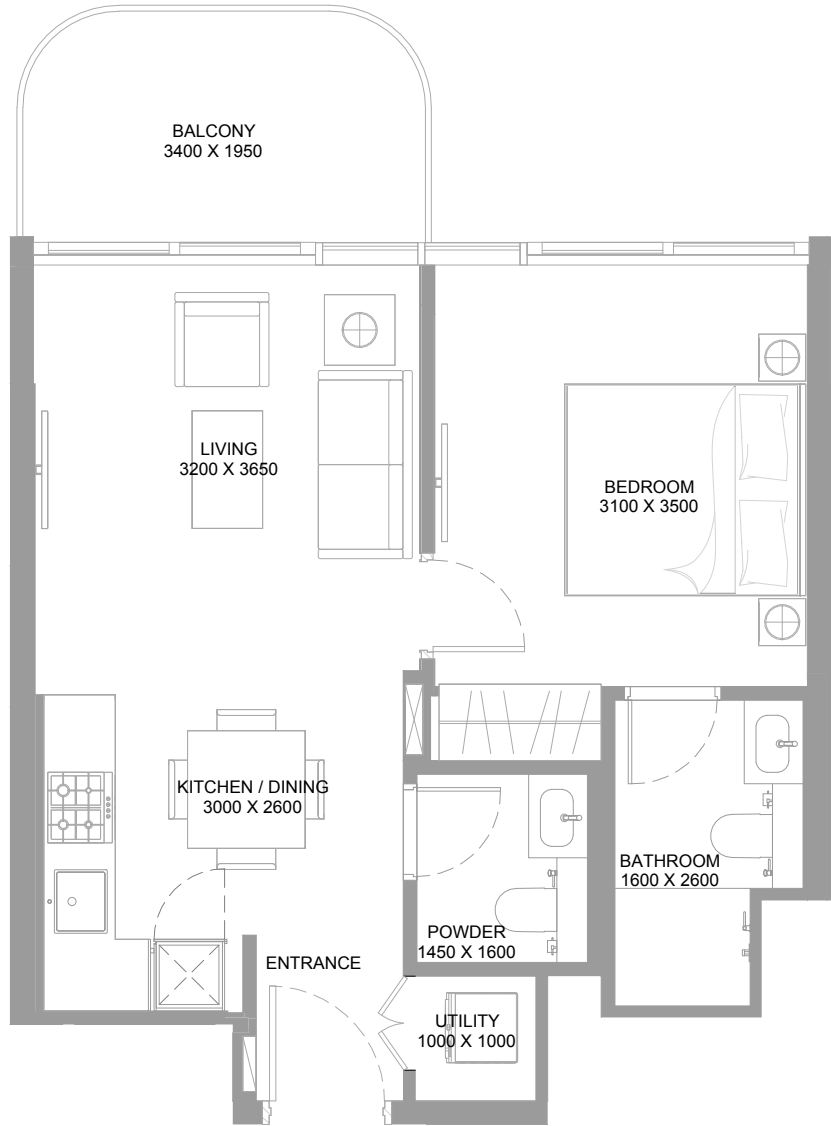 BALCONY
3400 X 1950
LIVING
3200 X 3650
BEDROOM
3100 X 3500
KITCHEN / DINING
3000 X 2600
BATHROOM
1600 X 2600
POWDER
1450 X 1600
ENTRANCE
UTILITY
1000 X 1000